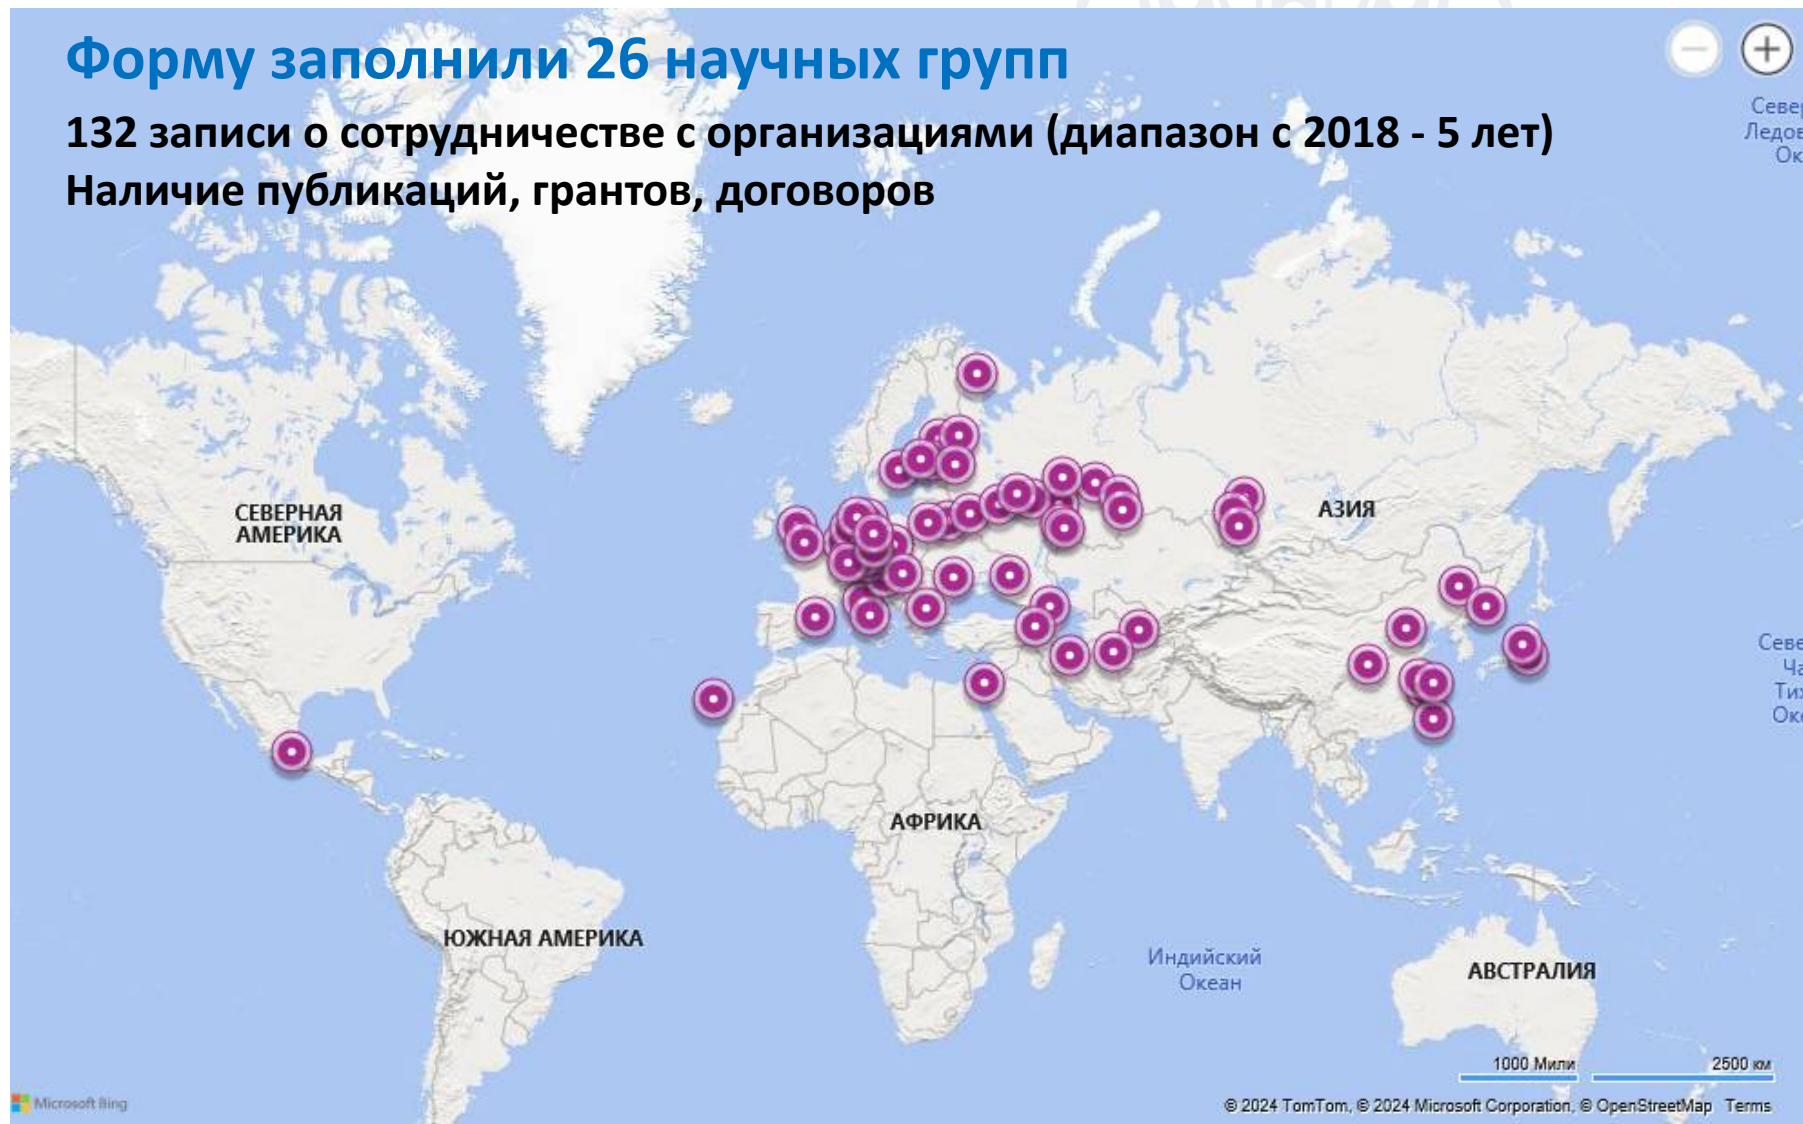 Форму заполнили 26 научных групп
132 записи о сотрудничестве с организациями (диапазон с 2018 - 5 лет)
Наличие публикаций, грантов, договоров
СЕВЕРНАЯ
АМЕРИКА
АЗИЯ
АФРИКА
ЮЖНАЯ АМЕРИКА
Индийский
Океан
АВСТРАЛИЯ
1000 Мили
2500 км
Microsoft Bing
© 2024 TomTom, © 2024 Microsoft Corporation, © OpenStreetMap Terms